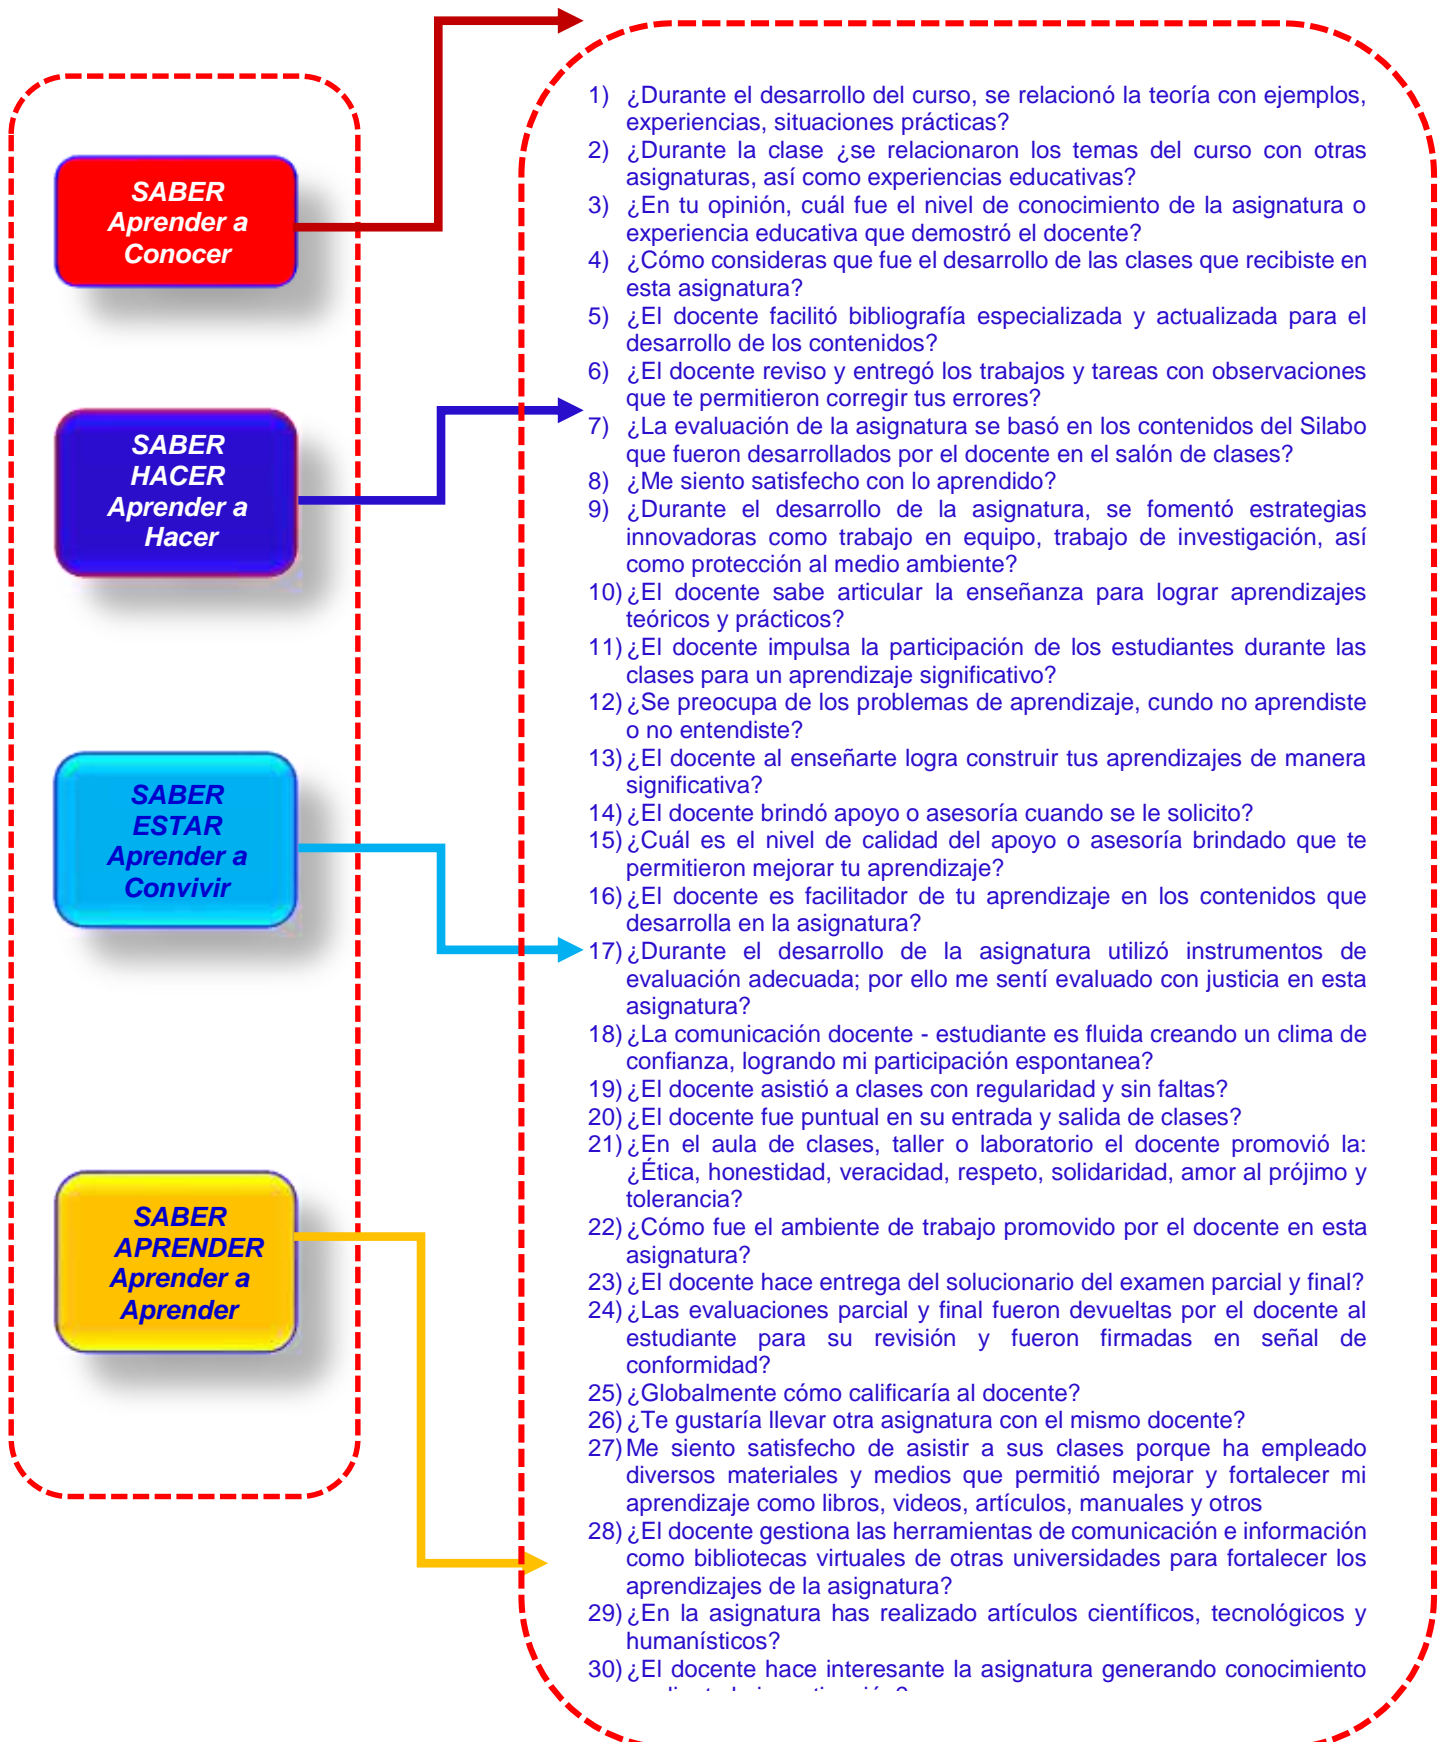 SABER
Aprender a
Conocer
SABER
HACER
Aprender a
Hacer
SABER
ESTAR
Aprender a
Convivir
SABER
APRENDER
Aprender a
Aprender
1) ¿Durante el desarrollo del curso, se relacionó la teoría con ejemplos,
experiencias, situaciones prácticas?
2) ¿Durante la clase ¿se relacionaron los temas del curso con otras
asignaturas, así como experiencias educativas?
3) ¿En tu opinión, cuál fue el nivel de conocimiento de la asignatura o
experiencia educativa que demostró el docente?
4) ¿Cómo consideras que fue el desarrollo de las clases que recibiste en
esta asignatura?
5) ¿El docente facilitó bibliografía especializada y actualizada para el
desarrollo de los contenidos?
6) ¿El docente reviso y entregó los trabajos y tareas con observaciones
que te permitieron corregir tus errores?
7) ¿La evaluación de la asignatura se basó en los contenidos del Silabo
que fueron desarrollados por el docente en el salón de clases?
8) ¿Me siento satisfecho con lo aprendido?
9) ¿Durante el desarrollo de la asignatura, se fomentó estrategias
innovadoras como trabajo en equipo, trabajo de investigación, así
como protección al medio ambiente?
10) ¿El docente sabe articular la enseñanza para lograr aprendizajes
teóricos y prácticos?
11) ¿El docente impulsa la participación de los estudiantes durante las
clases para un aprendizaje significativo?
12) ¿Se preocupa de los problemas de aprendizaje, cundo no aprendiste
o no entendiste?
13) ¿El docente al enseñarte logra construir tus aprendizajes de manera
significativa?
14) ¿El docente brindó apoyo o asesoría cuando se le solicito?
15) ¿Cuál es el nivel de calidad del apoyo o asesoría brindado que te
permitieron mejorar tu aprendizaje?
16) ¿El docente es facilitador de tu aprendizaje en los contenidos que
desarrolla en la asignatura?
17) ¿Durante el desarrollo de la asignatura utilizó instrumentos de
evaluación adecuada; por ello me sentí evaluado con justicia en esta
asignatura?
18) ¿La comunicación docente - estudiante es fluida creando un clima de
confianza, logrando mi participación espontanea?
19) ¿El docente asistió a clases con regularidad y sin faltas?
20) ¿El docente fue puntual en su entrada y salida de clases?
21) ¿En el aula de clases, taller o laboratorio el docente promovió la:
¿Ética, honestidad, veracidad, respeto, solidaridad, amor al prójimo y
tolerancia?
22) ¿Cómo fue el ambiente de trabajo promovido por el docente en esta
asignatura?
23) ¿El docente hace entrega del solucionario del examen parcial y final?
24) ¿Las evaluaciones parcial y final fueron devueltas por el docente al
estudiante para su revisión y fueron firmadas en señal de
conformidad?
25) ¿Globalmente cómo calificaría al docente?
26) ¿Te gustaría llevar otra asignatura con el mismo docente?
27) Me siento satisfecho de asistir a sus clases porque ha empleado
diversos materiales y medios que permitió mejorar y fortalecer mi
aprendizaje como libros, videos, artículos, manuales y otros
28) ¿El docente gestiona las herramientas de comunicación e información
como bibliotecas virtuales de otras universidades para fortalecer los
aprendizajes de la asignatura?
29) ¿En la asignatura has realizado artículos científicos, tecnológicos y
humanísticos?
30) ¿El docente hace interesante la asignatura generando conocimiento